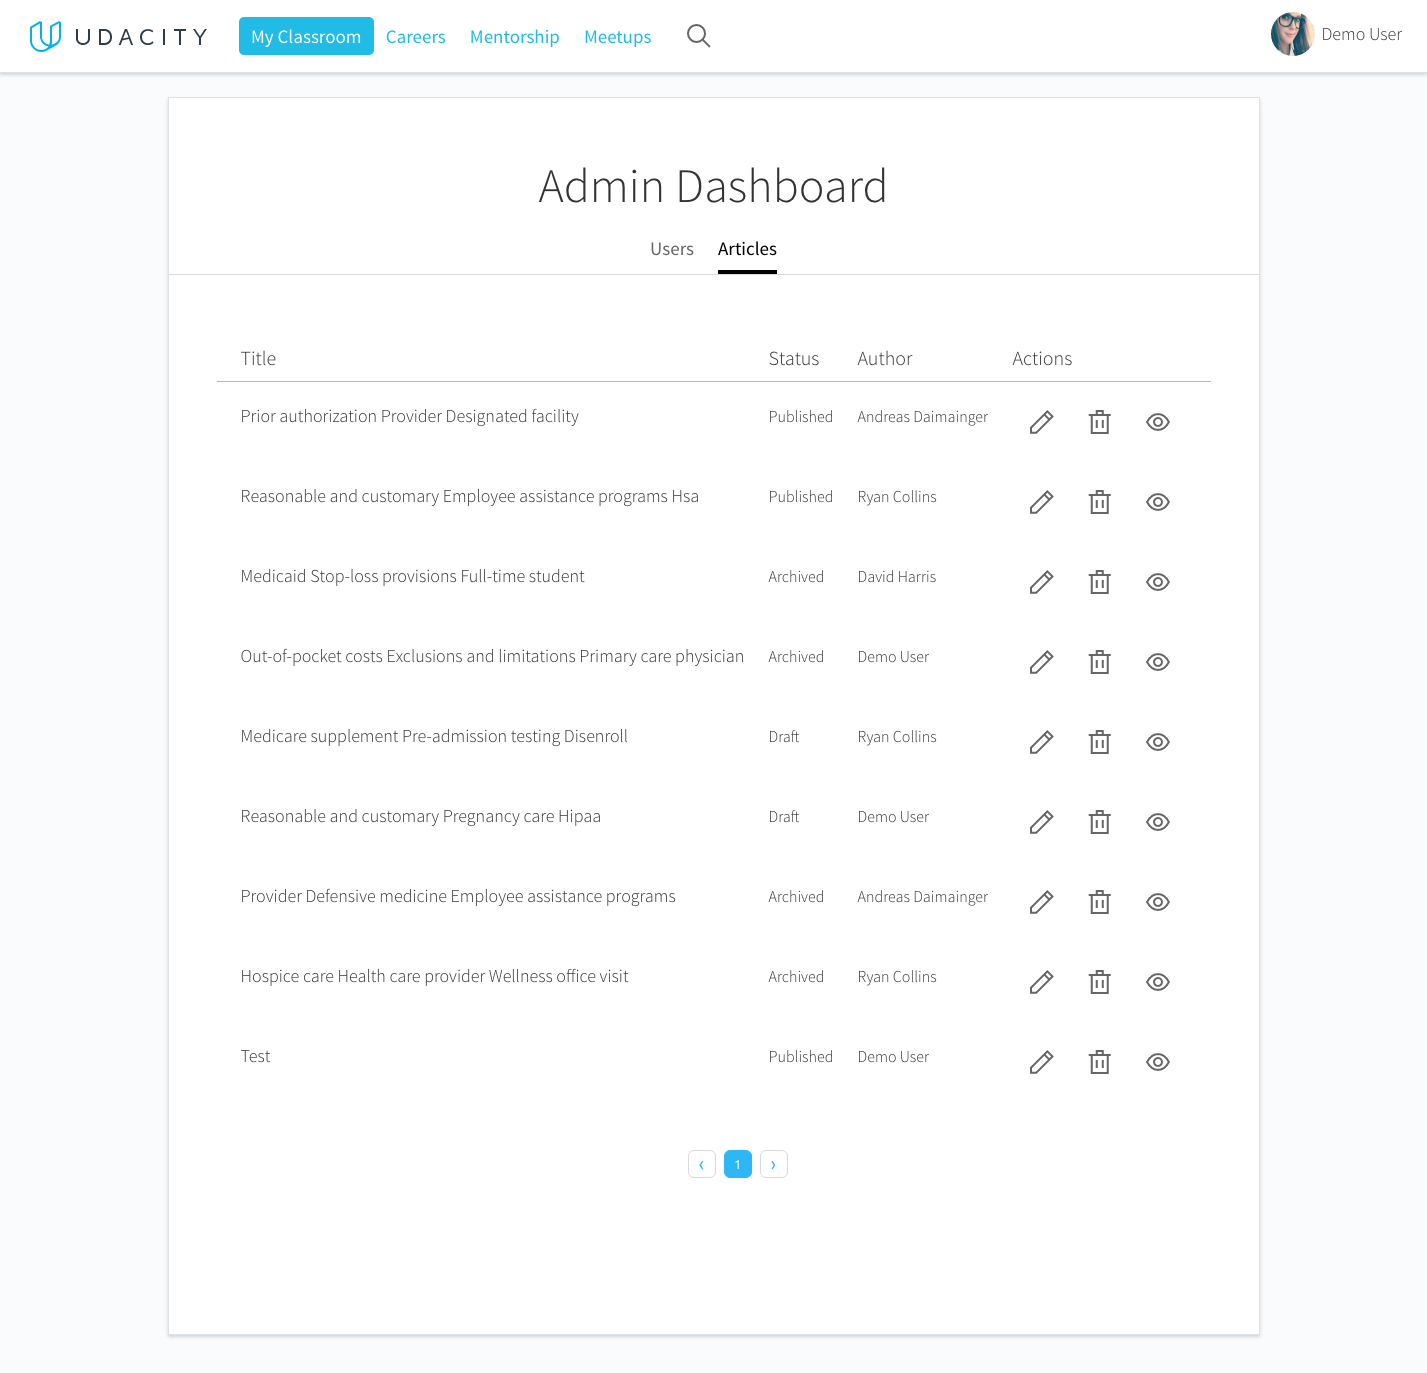 UDACITY My Classroom Careers Mentorship Meetups Demo User
Admin Dashboard
Users Articles
Title Status Author Actions
Prior authorization Provider Designated facility Published Andreas Daimainger
Reasonable and customary Employee assistance programs Hsa Published Ryan Collins
Medicaid Stop-loss provisions Full-time student Archived David Harris
Out-of-pocket costs Exclusions and limitations Primary care physician Archived Demo User
Medicare supplement Pre-admission testing Disenroll Draft Ryan Collins
Reasonable and customary Pregnancy care Hipaa Draft Demo User
Provider Defensive medicine Employee assistance programs Archived Andreas Daimainger
Hospice care Health care provider Wellness office visit Archived Ryan Collins
Test Published Demo User
‹ 1 ›